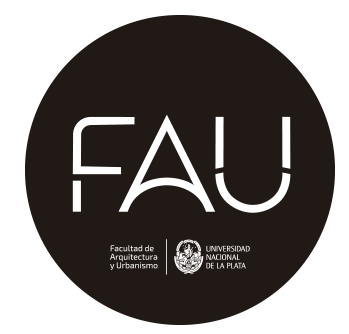 FAU
Facultad de
Arquitectura
y Urbanismo
UNIVERSIDAD
NACIONAL
DE LA PLATA